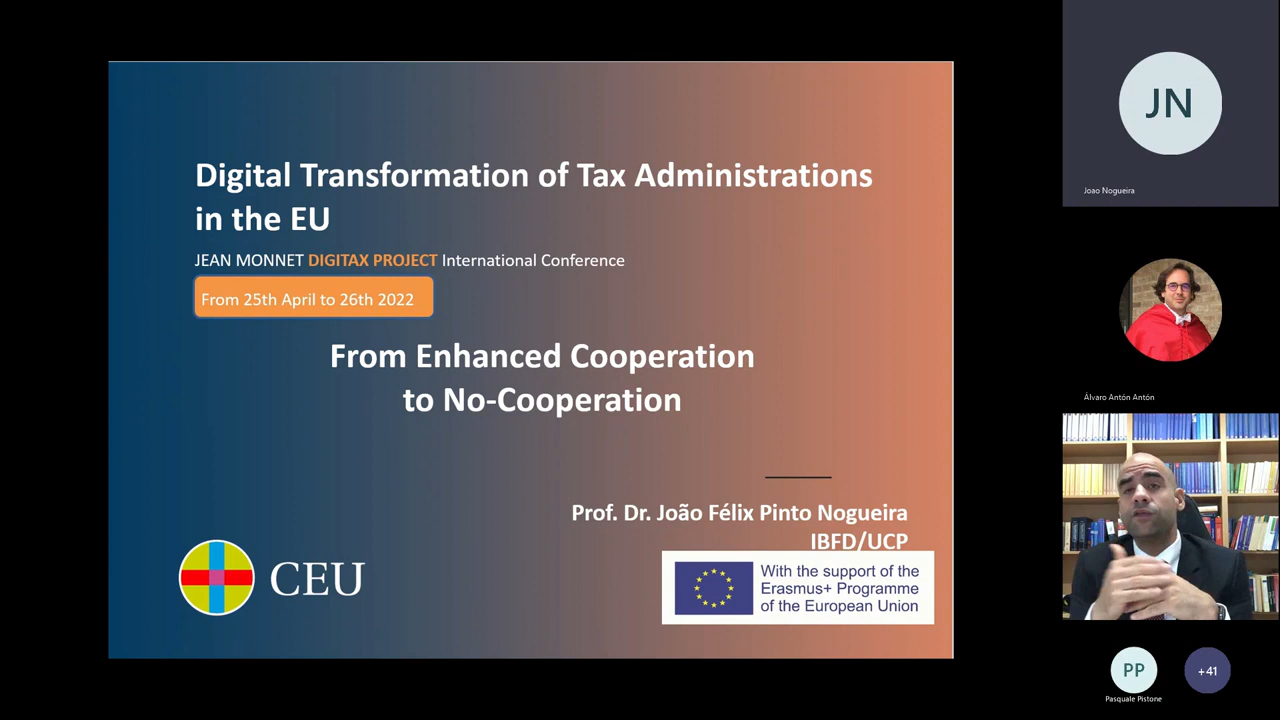 Digital Transformation of Tax Administrations
in the EU
JEAN MONNET DIGITAX PROJECT International Conference
From 25th April to 26th 2022
From Enhanced Cooperation
to No-Cooperation
Prof. Dr. João Félix Pinto Nogueira
IBFD/UCP
CEU
With the support of the
Erasmus+ Programme
of the European Union
JN
Joao Nogueira
Álvaro Antón Antón
PP
+41
Pasquale Pistone